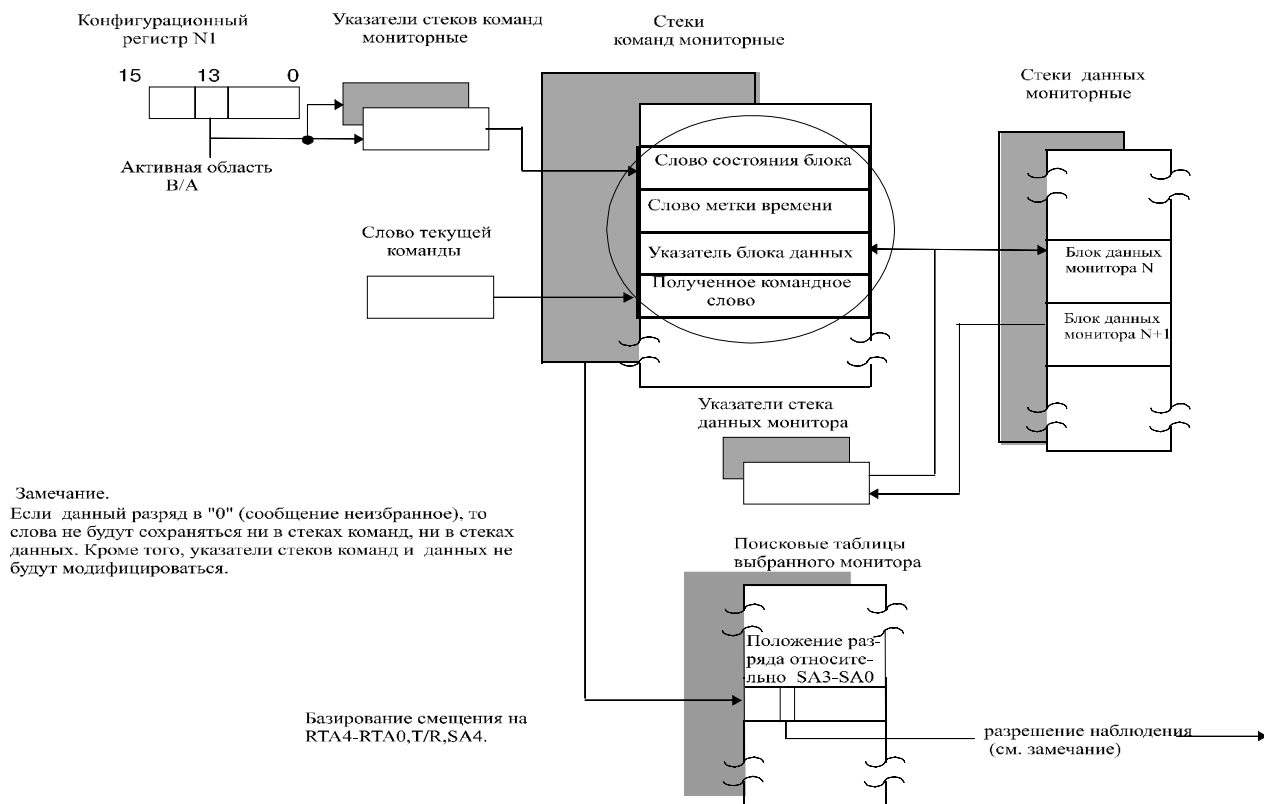 Конфигурационный
регистр N1
15 13 0
Активная область
B/A
Указатели стеков команд
мониторные
Стеки
команд мониторные
Стеки данных
мониторные
Слово состояния блока
Слово метки времени
Указатель блока данных
Полученное командное
слово
Слово текущей
команды
Блок данных
монитора N
Блок данных
монитора N+1
Указатели стека
данных монитора
Замечание.
Если данный разряд в "0" (сообщение неизбранное), то
слова не будут сохраняться ни в стеках команд, ни в стеках
данных. Кроме того, указатели стеков команд и данных не
будут модифицироваться.
Поисковые таблицы
выбранного монитора
Положение раз-
ряда относите-
льно SA3-SA0
Базирование смещения на
RTA4-RTA0,T/R,SA4.
разрешение наблюдения
(см. замечание)